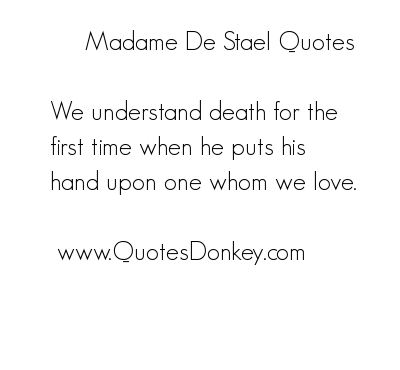 Madame De Stael Quotes
We understand death for the
first time when he puts his
hand upon one whom we love.
www.QuotesDonkey.com